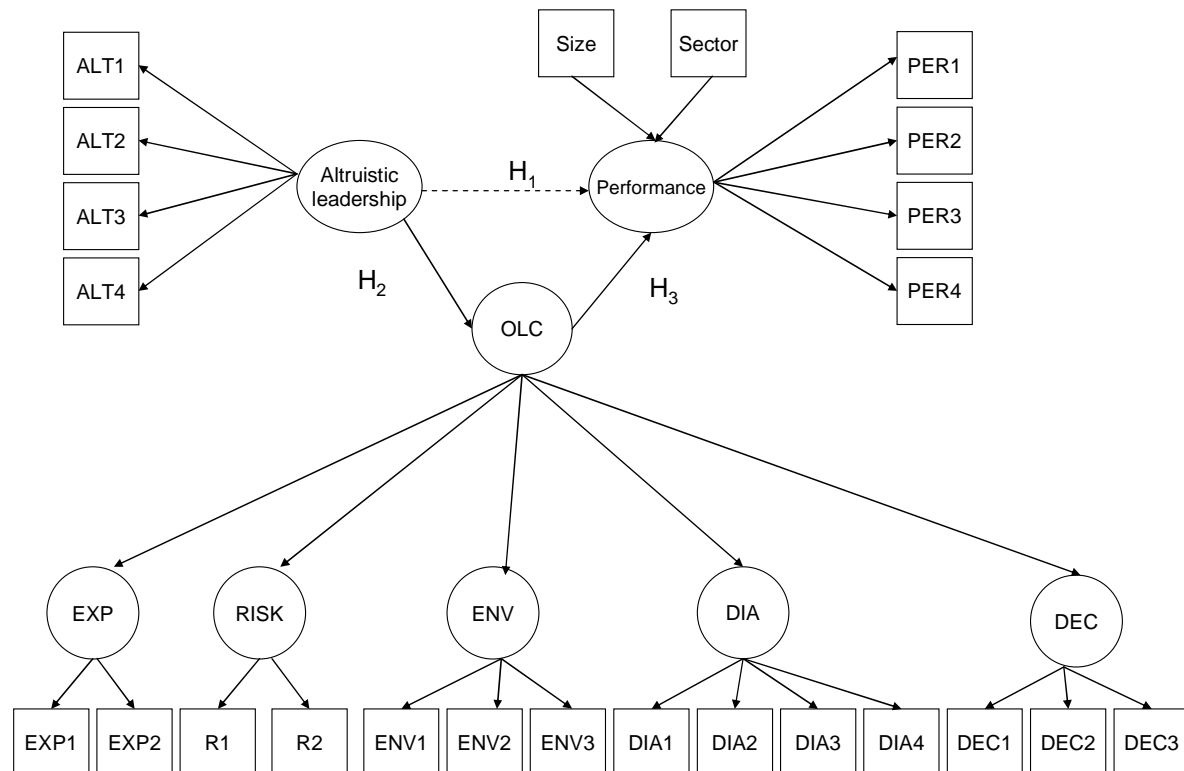 Size
Sector
ALT1
PER1
ALT2
PER2
Altruistic
leadership
H₁
Performance
ALT3
PER3
ALT4
H₂
H₃
PER4
OLC
EXP
RISK
ENV
DIA
DEC
EXP1
EXP2
R1
R2
ENV1
ENV2
ENV3
DIA1
DIA2
DIA3
DIA4
DEC1
DEC2
DEC3